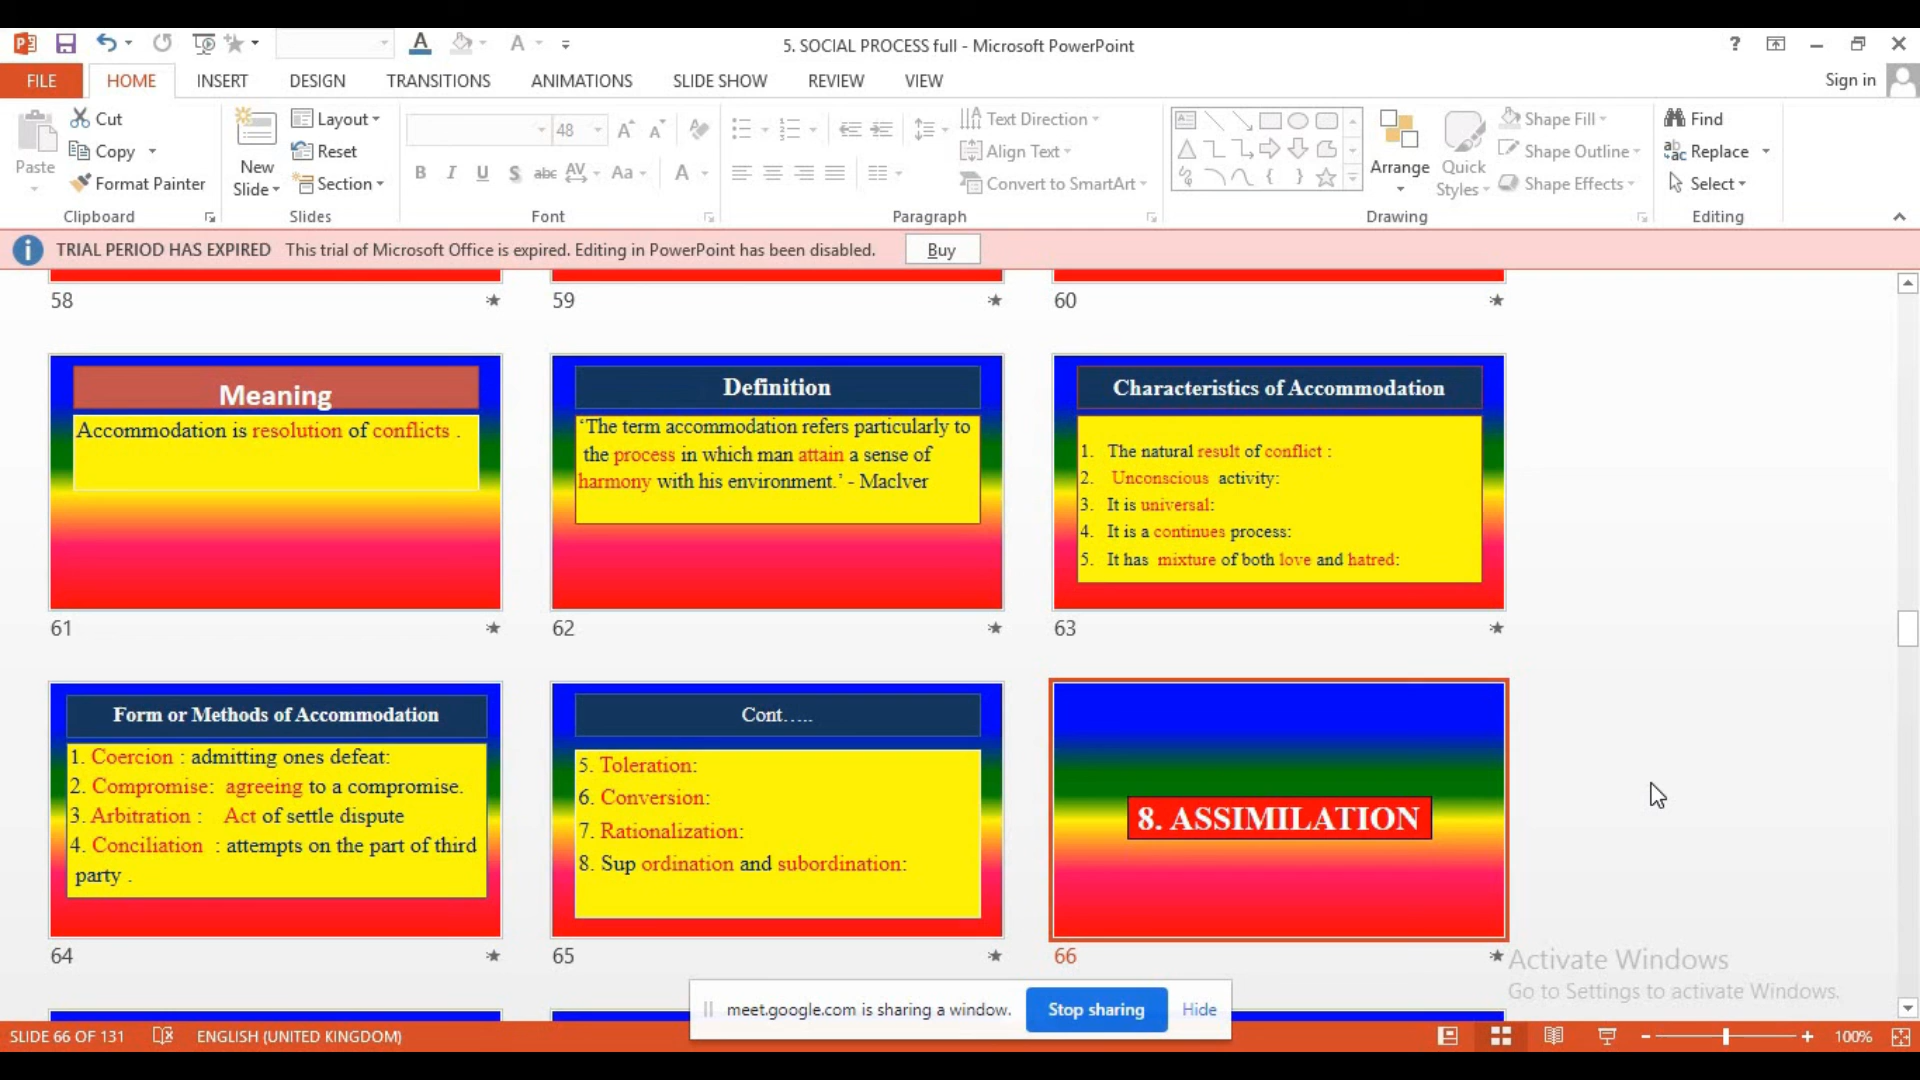 5. SOCIAL PROCESS full - Microsoft PowerPoint
FILE HOME INSERT DESIGN TRANSITIONS ANIMATIONS SLIDE SHOW REVIEW VIEW Sign in
Paste
Cut
Copy
Format Painter
Clipboard
New
Slide
Layout
Reset
Section
Slides
48
Font
Text Direction
Align Text
Convert to SmartArt
Paragraph
Arrange
Quick
Styles
Shape Fill
Shape Outline
Shape Effects
Drawing
Find
Replace
Select
Editing
TRIAL PERIOD HAS EXPIRED This trial of Microsoft Office is expired. Editing in PowerPoint has been disabled. Buy
58
59
60
Meaning
Accommodation is resolution of conflicts .
61
Definition
‘The term accommodation refers particularly to
the process in which man attain a sense of
harmony with his environment.’ - Maclver
62
Characteristics of Accommodation
1. The natural result of conflict :
2. Unconscious activity:
3. It is universal:
4. It is a continues process:
5. It has mixture of both love and hatred:
63
Form or Methods of Accommodation
1. Coercion : admitting ones defeat:
2. Compromise: agreeing to a compromise.
3. Arbitration : Act of settle dispute
4. Conciliation : attempts on the part of third
party .
64
Cont.....
5. Toleration:
6. Conversion:
7. Rationalization:
8. Sup ordination and subordination:
65
8. ASSIMILATION
66
Activate Windows
Go to Settings to activate Windows.
meet.google.com is sharing a window. Stop sharing Hide
SLIDE 66 OF 131 ENGLISH (UNITED KINGDOM) 100%